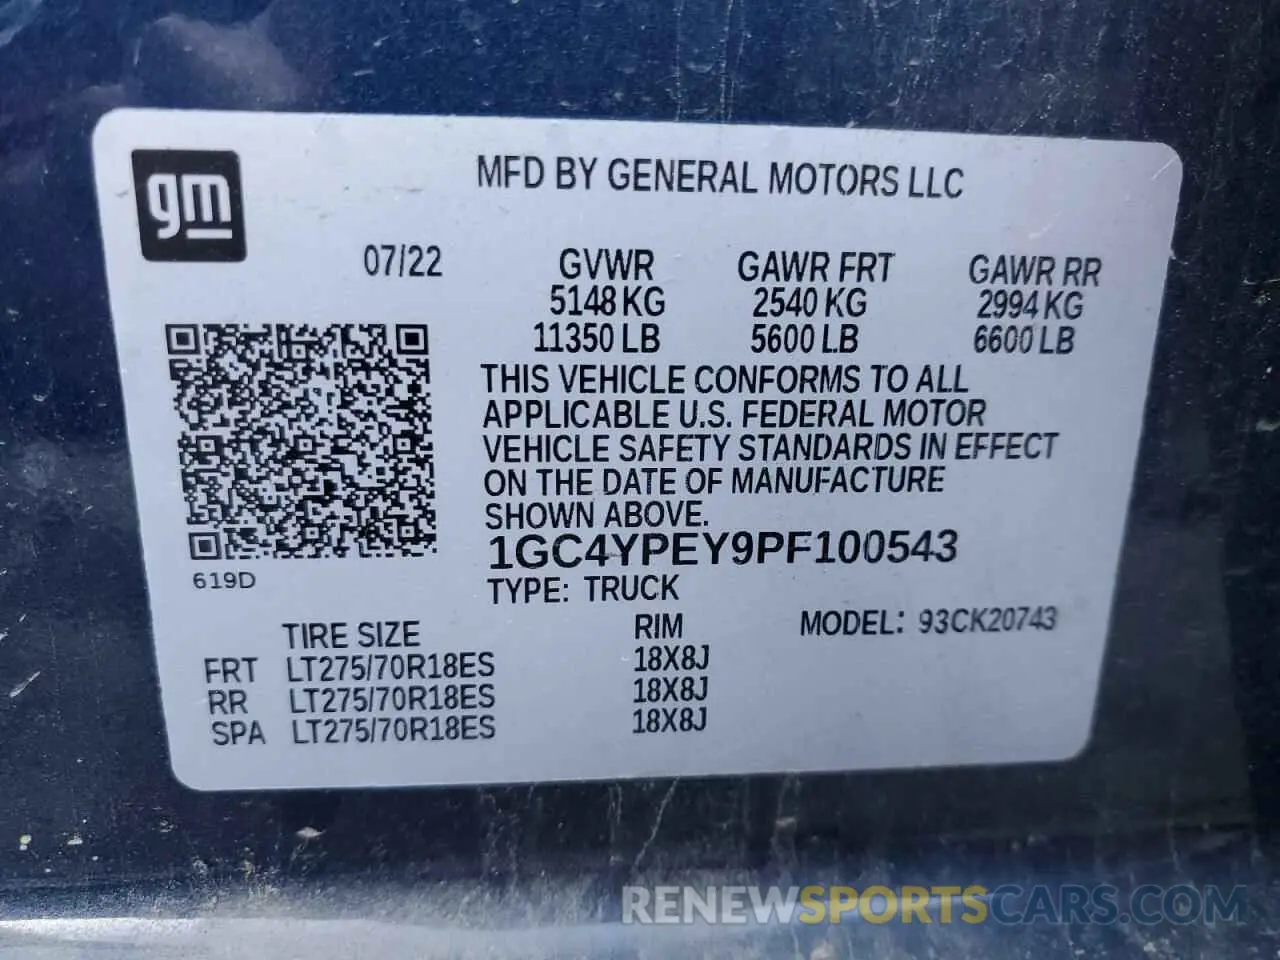 gm
MFD BY GENERAL MOTORS LLC
07/22 GVWR GAWR FRT GAWR RR
5148 KG 2540 KG 2994 KG
11350 LB 5600 LB 6600 LB
THIS VEHICLE CONFORMS TO ALL
APPLICABLE U.S. FEDERAL MOTOR
VEHICLE SAFETY STANDARDS IN EFFECT
ON THE DATE OF MANUFACTURE
SHOWN ABOVE.
1GC4YPEY9PF100543
619D
TYPE: TRUCK
TIRE SIZE RIM MODEL: 93CK20743
FRT LT275/70R18ES 18X8J
RR LT275/70R18ES 18X8J
SPA LT275/70R18ES 18X8J
RENEWSPORTSCARS.COM